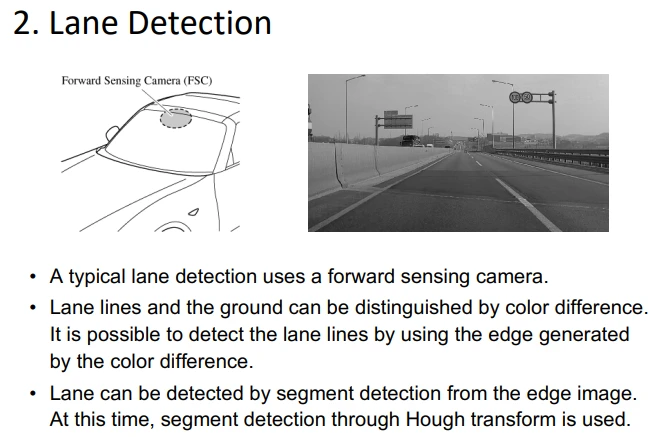 2. Lane Detection
Forward Sensing Camera (FSC)
• A typical lane detection uses a forward sensing camera.
• Lane lines and the ground can be distinguished by color difference.
It is possible to detect the lane lines by using the edge generated
by the color difference.
• Lane can be detected by segment detection from the edge image.
At this time, segment detection through Hough transform is used.